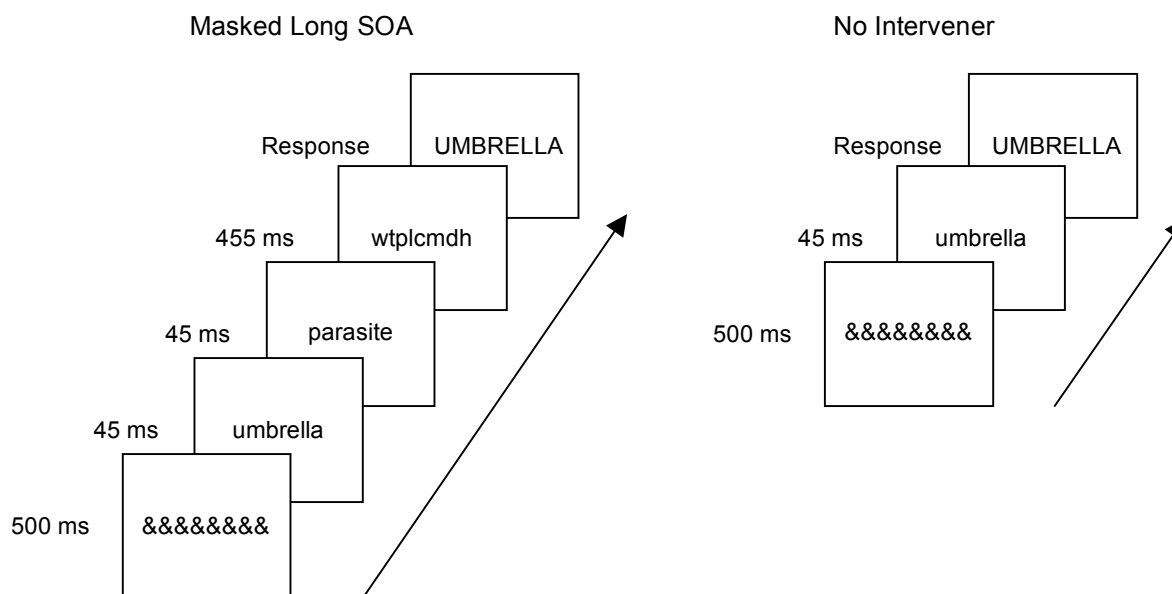 Masked Long SOA
Response
UMBRELLA
455 ms
wtplcmdh
45 ms
parasite
45 ms
umbrella
500 ms
&&&&&&&&
No Intervener
Response
UMBRELLA
45 ms
umbrella
500 ms
&&&&&&&&